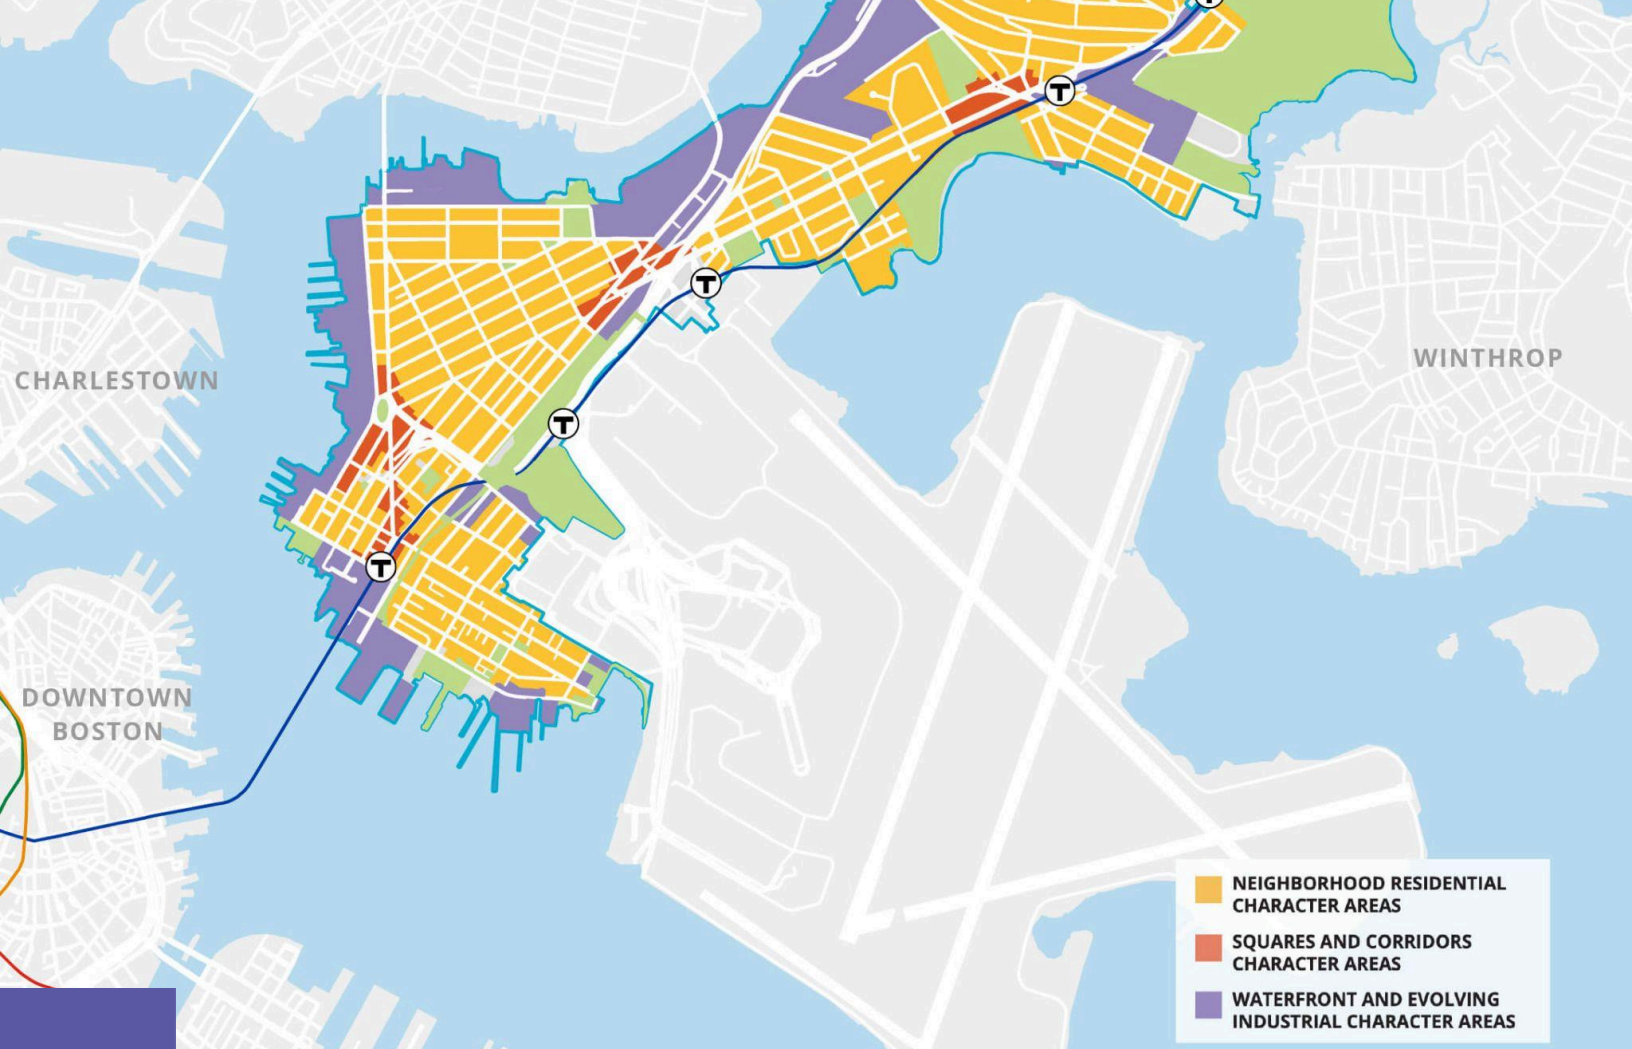 T
T
T
CHARLESTOWN
WINTHROP
T
T
DOWNTOWN
BOSTON
NEIGHBORHOOD RESIDENTIAL
CHARACTER AREAS
SQUARES AND CORRIDORS
CHARACTER AREAS
WATERFRONT AND EVOLVING
INDUSTRIAL CHARACTER AREAS